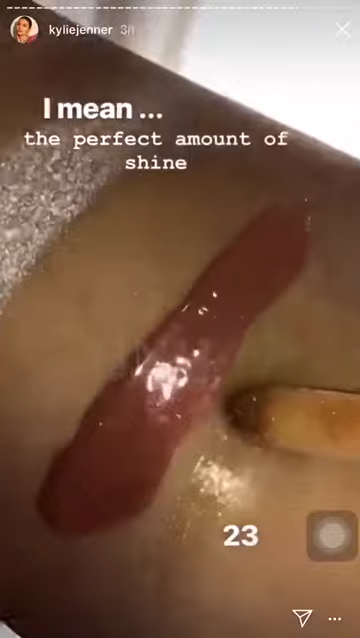 kyliejenner
I mean ...
the perfect amount of
shine
23